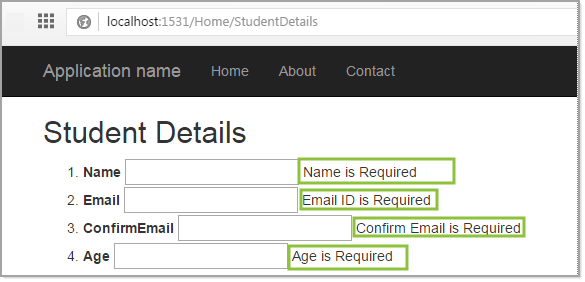 localhost:1531/Home/StudentDetails
Application name Home About Contact
Student Details
1. Name Name is Required
2. Email Email ID is Required
3. ConfirmEmail Confirm Email is Required
4. Age Age is Required